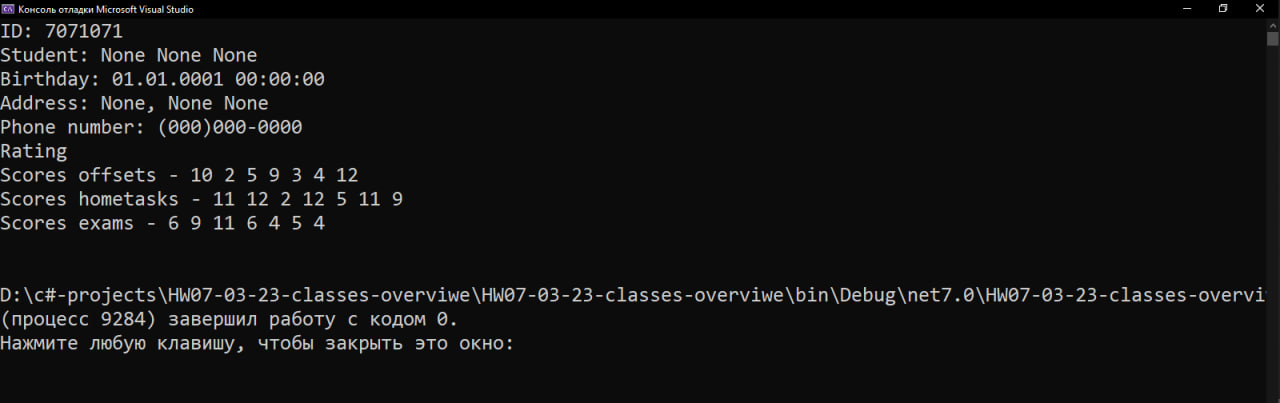 Консоль отладки Microsoft Visual Studio
ID: 7071071
Student: None None None
Birthday: 01.01.0001 00:00:00
Address: None, None None
Phone number: (000)000-0000
Rating
Scores offsets - 10 2 5 9 3 4 12
Scores hometasks - 11 12 2 12 5 11 9
Scores exams - 6 9 11 6 4 5 4
D:\c#-projects\HW07-03-23-classes-overviwe\HW07-03-23-classes-overviwe\bin\Debug\net7.0\HW07-03-23-classes-overvi
(процесс 9284) завершил работу с кодом 0.
Нажмите любую клавишу, чтобы закрыть это окно: